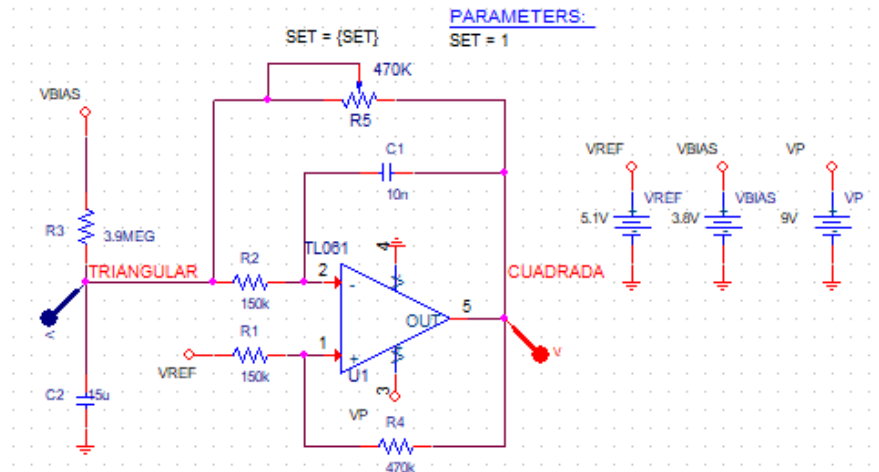 PARAMETERS:
SET = {SET}
SET = 1
470K
R5
VBIAS
C1
10n
VREF
VBIAS
VP
VREF
VBIAS
VP
5.1V
3.8V
9V
R3
3.9MEG
TRIANGULAR
R2
150k
TL061
2
4
-
V-
CUADRADA
5
OUT
R1
150k
1
+
V+
U1
VREF
3
VP
V
V
C2
15u
R4
470k